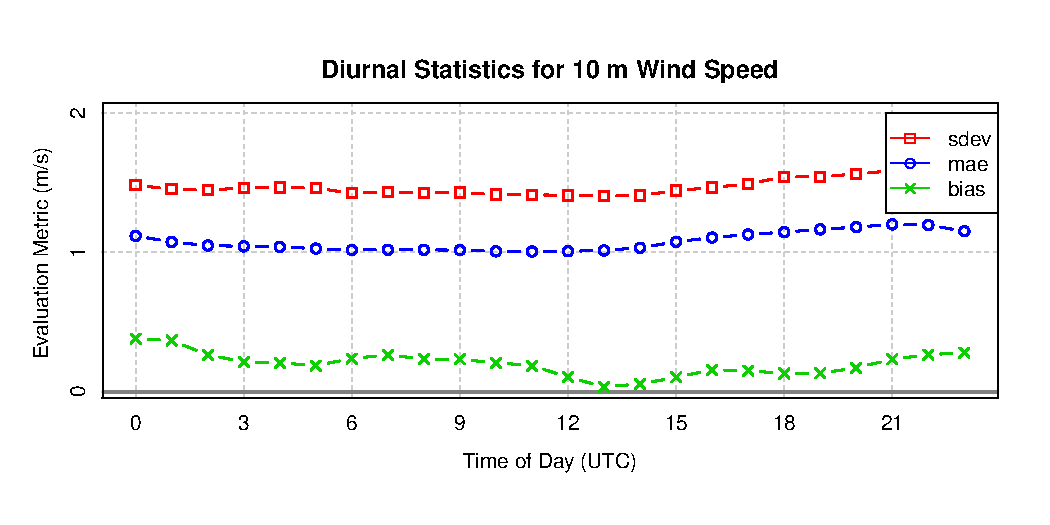 Diurnal Statistics for 10 m Wind Speed
Evaluation Metric (m/s)
2
1
0
sdev
mae
bias
0 3 6 9 12 15 18 21
Time of Day (UTC)